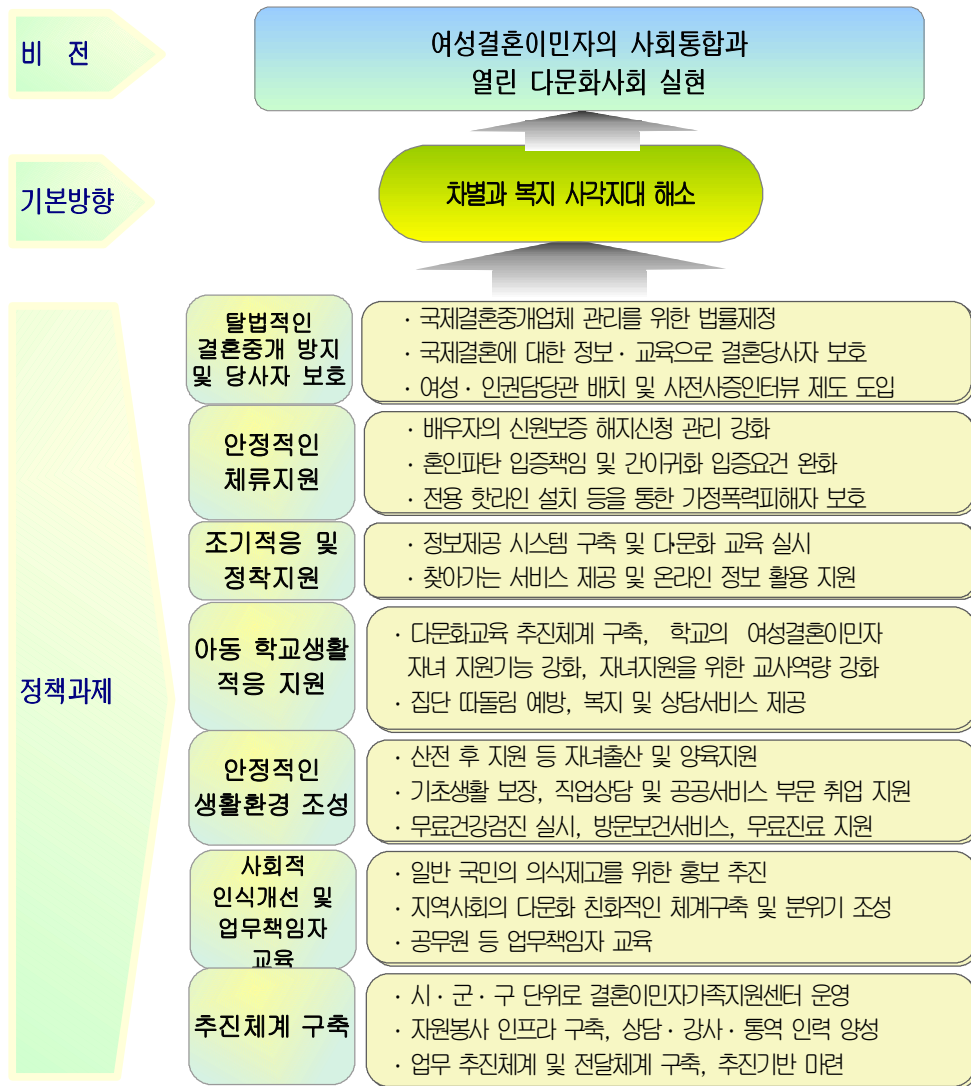 비 전
여성결혼이민자의 사회통합과
열린 다문화사회 실현
기본방향
차별과 복지 사각지대 해소
정책과제
탈법적인
결혼중개 방지
및 당사자 보호
· 국제결혼중개업체 관리를 위한 법률제정
· 국제결혼에 대한 정보· 교육으로 결혼당사자 보호
· 여성· 인권담당관 배치 및 사전사증인터뷰 제도 도입
안정적인
체류지원
· 배우자의 신원보증 해지신청 관리 강화
· 혼인파탄 입증책임 및 간이귀화 입증요건 완화
· 전용 핫라인 설치 등을 통한 가정폭력피해자 보호
조기적응 및
정착지원
· 정보제공 시스템 구축 및 다문화 교육 실시
· 찾아가는 서비스 제공 및 온라인 정보 활용 지원
아동 학교생활
적응 지원
· 다문화교육 추진체계 구축, 학교의 여성결혼이민자
자녀 지원기능 강화, 자녀지원을 위한 교사역량 강화
· 집단 따돌림 예방, 복지 및 상담서비스 제공
안정적인
생활환경 조성
· 산전 후 지원 등 자녀출산 및 양육지원
· 기초생활 보장, 직업상담 및 공공서비스 부문 취업 지원
· 무료건강검진 실시, 방문보건서비스, 무료진료 지원
사회적
인식개선 및
업무책임자
교육
· 일반 국민의 의식제고를 위한 홍보 추진
· 지역사회의 다문화 친화적인 체계구축 및 분위기 조성
· 공무원 등 업무책임자 교육
추진체계 구축
· 시· 군· 구 단위로 결혼이민자가족지원센터 운영
· 자원봉사 인프라 구축, 상담· 강사· 통역 인력 양성
· 업무 추진체계 및 전달체계 구축, 추진기반 마련